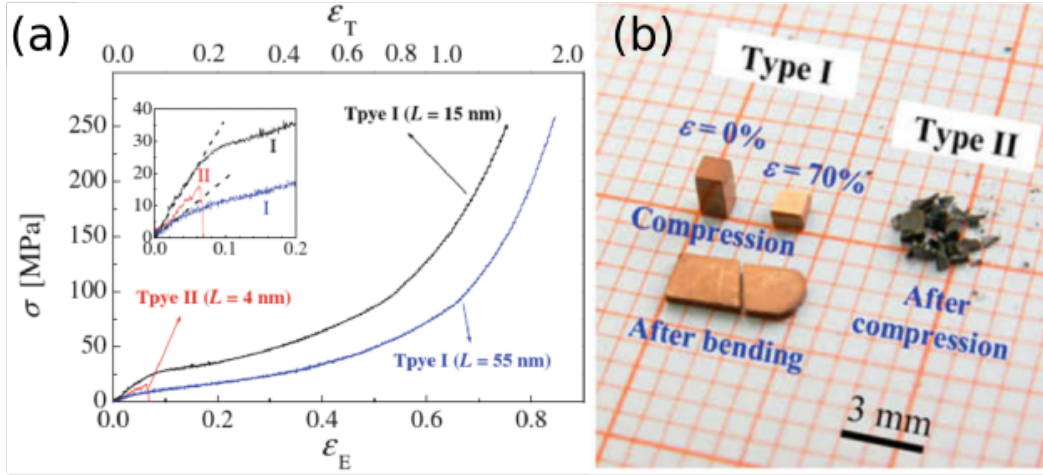 (a)
ε_T
0.0 0.2 0.4 0.6 0.8 1.0 2.0
σ [MPa]
250
200
150
100
50
0
40
30
20
10
0
0.0 0.1 0.2
I
II
I
Tpye I (L = 15 nm)
Tpye II (L = 4 nm)
Tpye I (L = 55 nm)
0.0 0.2 0.4 0.6 0.8
ε_E
(b)
Type I
ε = 0%
ε = 70%
Type II
Compression
After bending
After
compression
3 mm